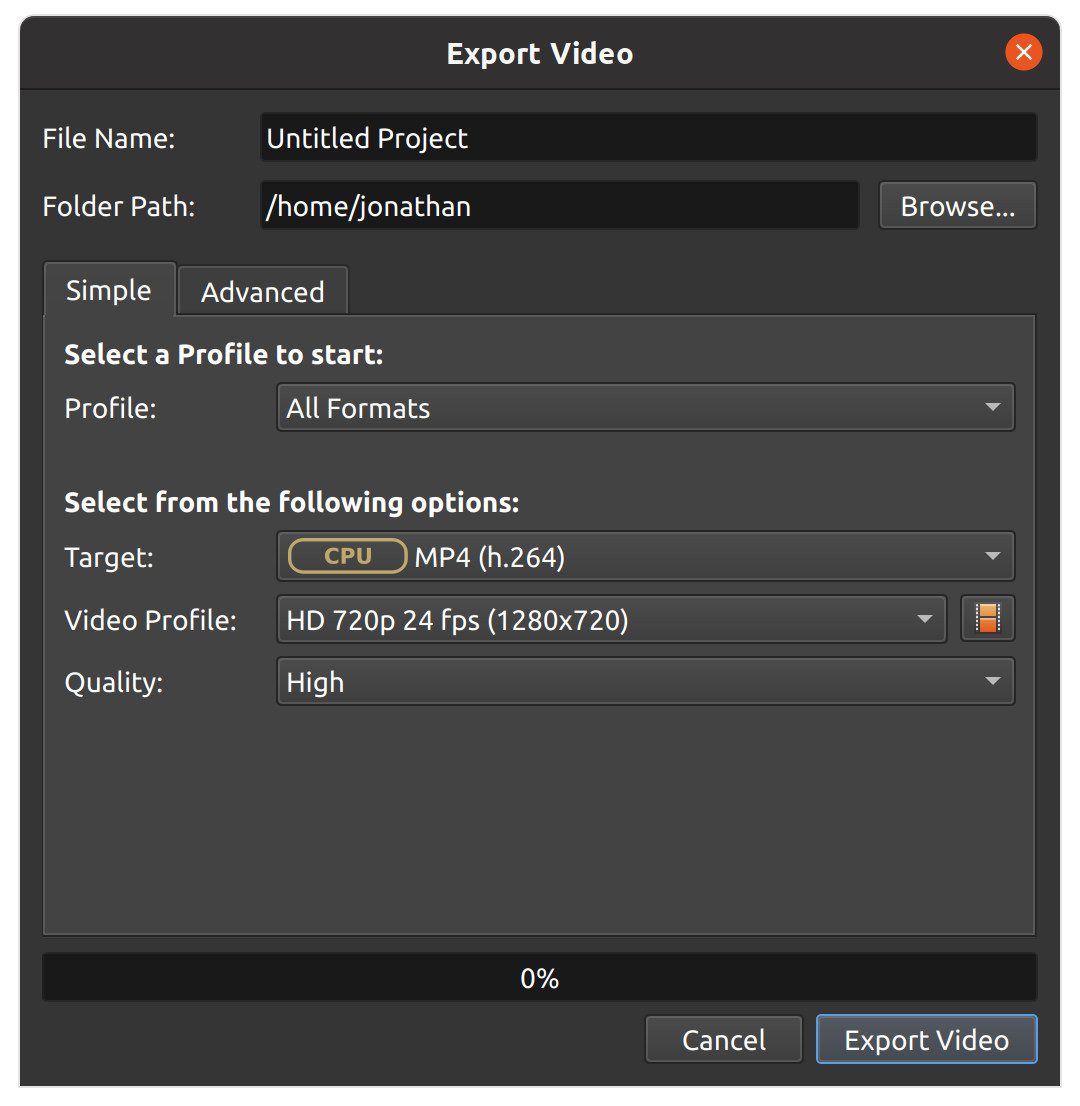 Export Video
File Name: Untitled Project
Folder Path: /home/jonathan Browse...
Simple Advanced
Select a Profile to start:
Profile: All Formats
Select from the following options:
Target: CPU MP4 (h.264)
Video Profile: HD 720p 24 fps (1280x720)
Quality: High
0%
Cancel Export Video